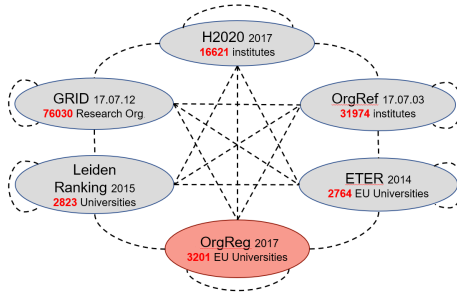 H2020 2017
16621 institutes
GRID 17.07.12
76030 Research Org.
OrgRef 17.07.03
31974 institutes
Leiden
Ranking 2015
2823 Universities
ETER 2014
2764 EU Universities
OrgReg 2017
3201 EU Universities